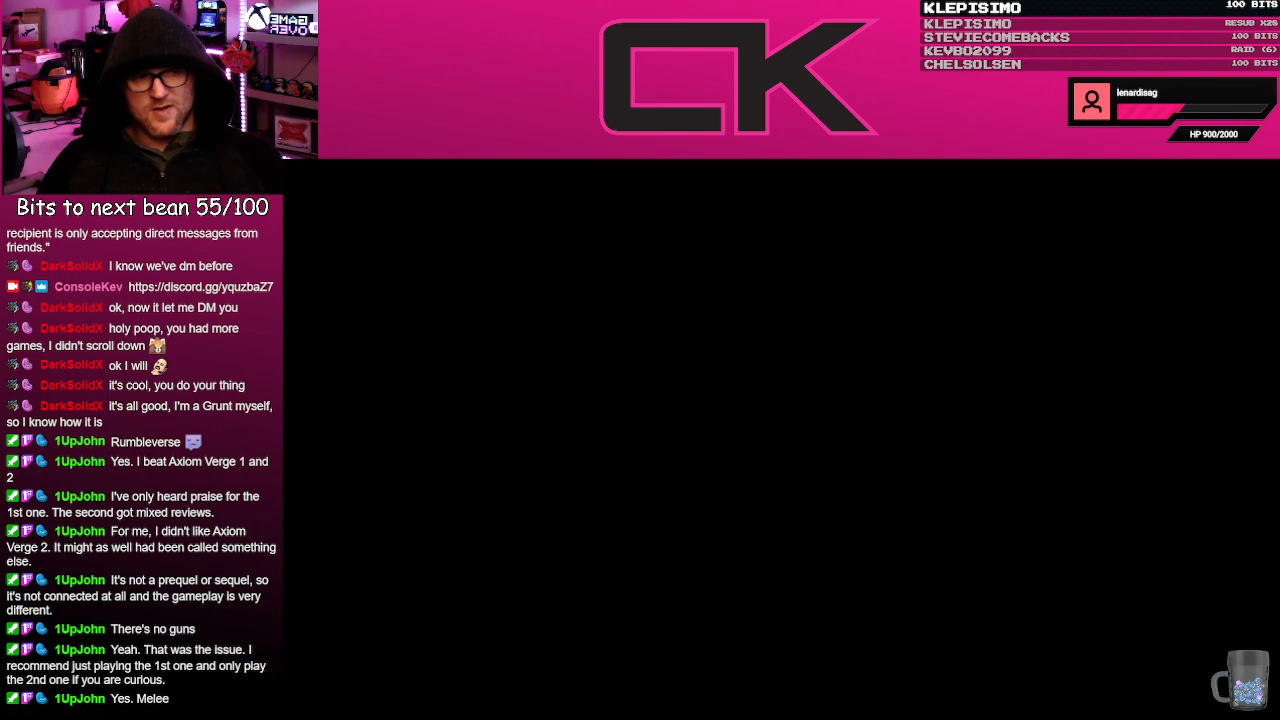 GAME
OVER
CK
KLEPISIMO 100 BITS
KLEPISIMO RESUB X26
STEVIECOMEBACKS 100 BITS
KEVBO2099 RAID (6)
CHELSOLSEN 100 BITS
lenardisag
HP 900/2000
Bits to next bean 55/100
recipient is only accepting direct messages from
friends."
DarkSolidX I know we've dm before
ConsoleKev https://discord.gg/yquzbaZ7
DarkSolidX ok, now it let me DM you
DarkSolidX holy poop, you had more
games, I didn't scroll down
DarkSolidX ok I will
DarkSolidX it's cool, you do your thing
DarkSolidX it's all good, I'm a Grunt myself,
so I know how it is
1UpJohn Rumbleverse
1UpJohn Yes. I beat Axiom Verge 1 and
2
1UpJohn I've only heard praise for the
1st one. The second got mixed reviews.
1UpJohn For me, I didn't like Axiom
Verge 2. It might as well had been called something
else.
1UpJohn It's not a prequel or sequel, so
it's not connected at all and the gameplay is very
different.
1UpJohn There's no guns
1UpJohn Yeah. That was the issue. I
recommend just playing the 1st one and only play
the 2nd one if you are curious.
1UpJohn Yes. Melee